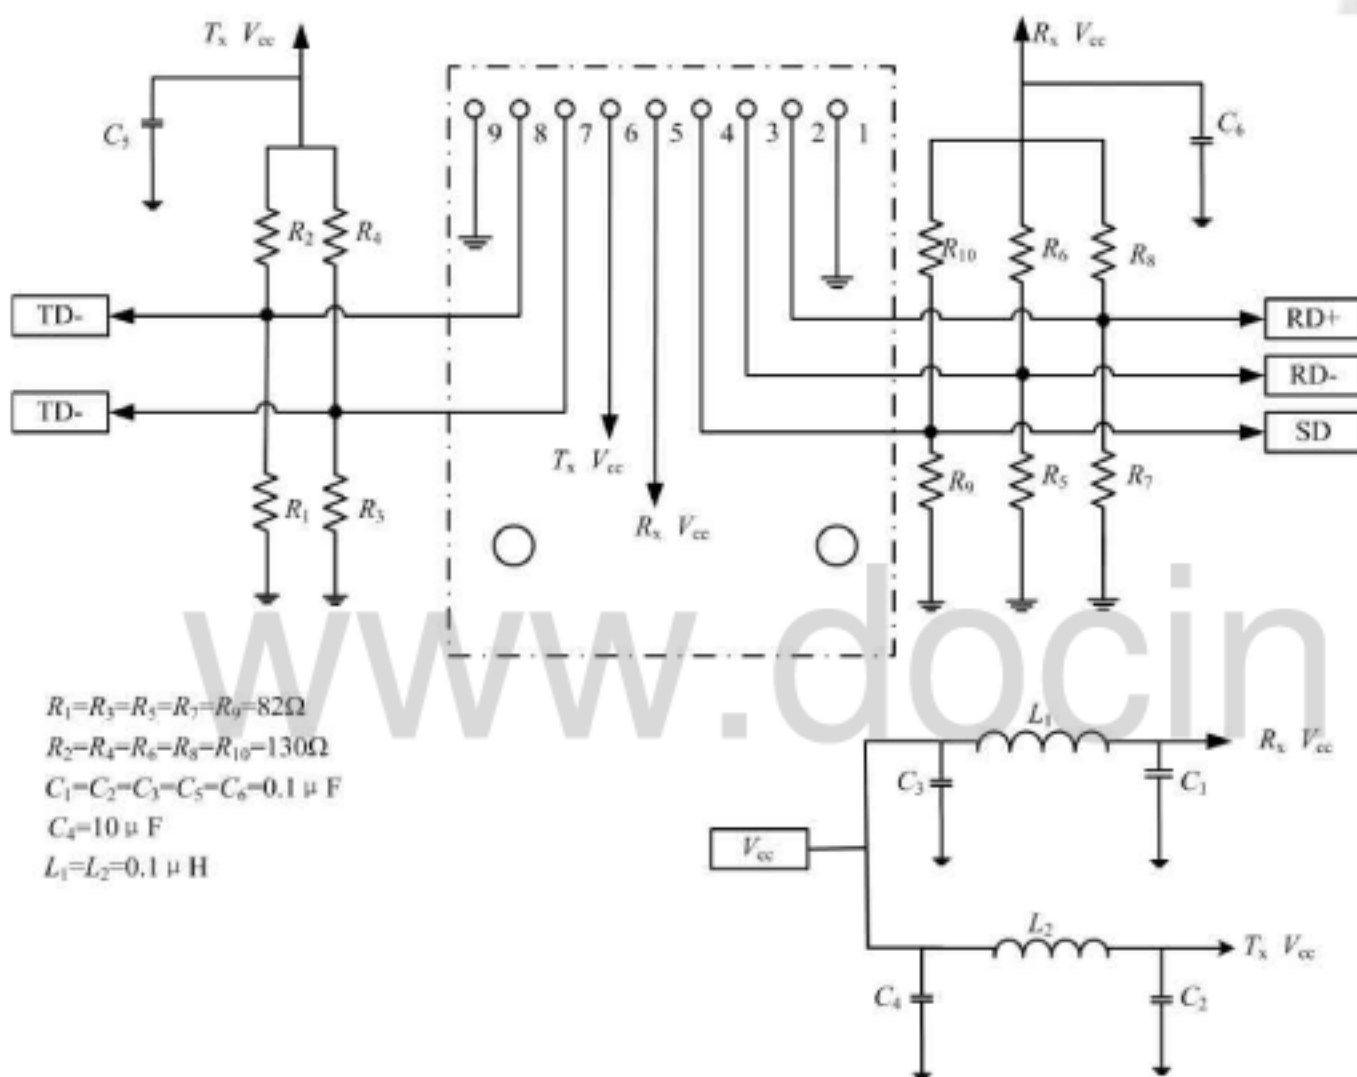 Tx Vcc
Rx Vcc
C5
9 8 7 6 5 4 3 2 1
C6
R2 R4
R10 R6 R8
TD-
RD+
RD-
TD-
SD
Tx Vcc
R1 R3
R9 R5 R7
Rx Vcc
www.docin
R1=R3=R5=R7=R9=82Ω
R2=R4=R6=R8=R10=130Ω
C1=C2=C3=C5=C6=0.1 μ F
C4=10 μ F
L1=L2=0.1 μ H
L1
Rx Vcc
C3 C1
Vcc
L2
Tx Vcc
C4 C2